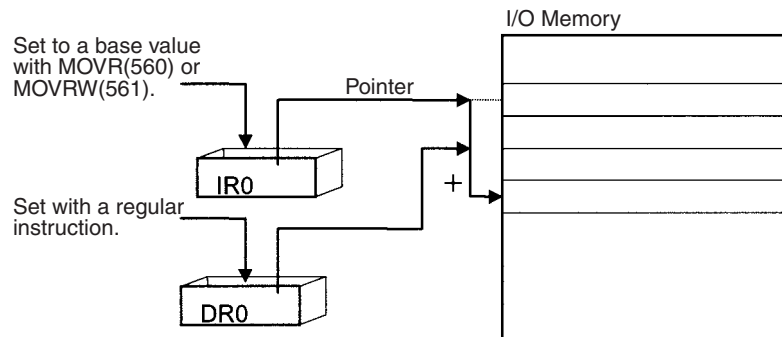 I/O Memory
Set to a base value
with MOVR(560) or
MOVRW(561).
Pointer
IR0
+
Set with a regular
instruction.
DR0